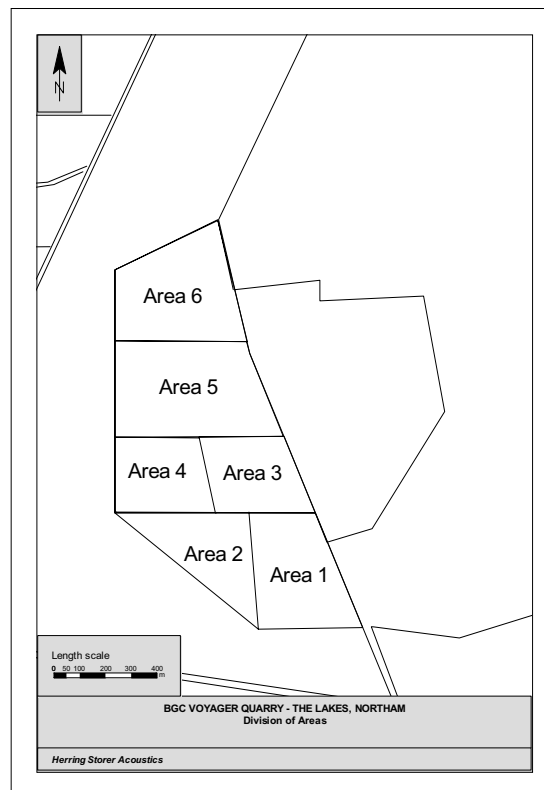 N
Area 6
Area 5
Area 4
Area 3
Area 2
Area 1
Length scale
0 50 100 200 300 400
m
BGC VOYAGER QUARRY - THE LAKES, NORTHAM
Division of Areas
Herring Storer Acoustics